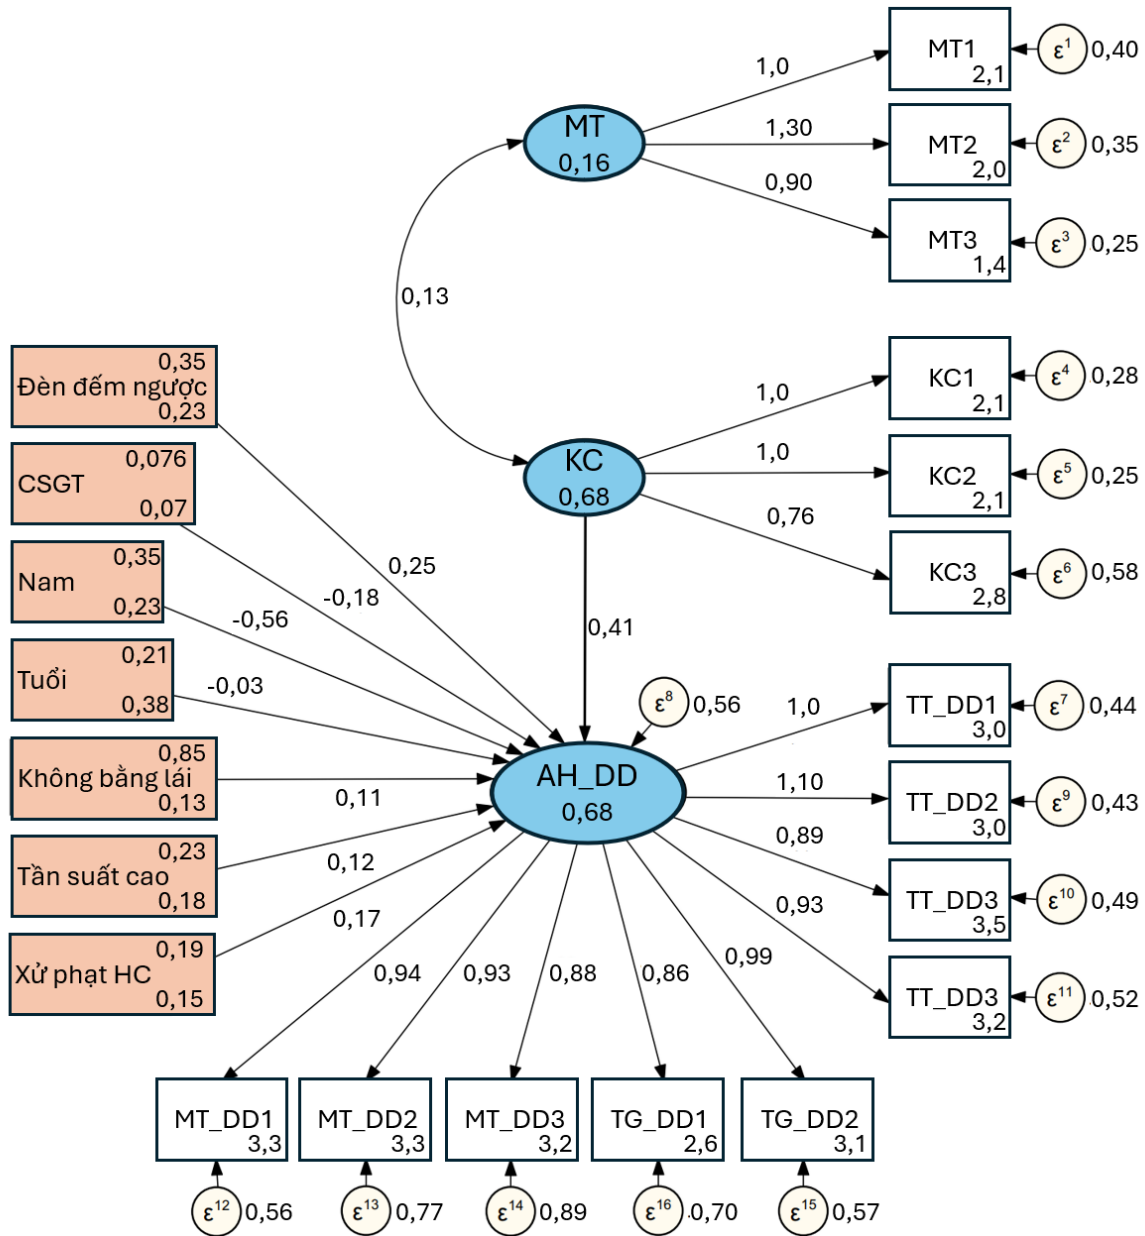 MT
0,16
1,0
1,30
0,90
MT1
2,1
ε1
0,40
MT2
2,0
ε2
0,35
MT3
1,4
ε3
0,25
0,13
KC
0,68
1,0
1,0
0,76
KC1
2,1
ε4
0,28
KC2
2,1
ε5
0,25
KC3
2,8
ε6
0,58
0,35
Đèn đếm ngược
0,23
0,076
CSGT
0,07
0,35
Nam
0,23
0,21
Tuổi
0,38
0,85
Không bằng lái
0,13
0,23
Tần suất cao
0,18
0,19
Xử phạt HC
0,15
0,25
-0,18
-0,56
-0,03
0,11
0,12
0,17
0,41
ε8
0,56
AH_DD
0,68
1,0
1,10
0,89
0,93
TT_DD1
3,0
ε7
0,44
TT_DD2
3,0
ε9
0,43
TT_DD3
3,5
ε10
0,49
TT_DD3
3,2
ε11
0,52
0,94
0,93
0,88
0,86
0,99
MT_DD1
3,3
MT_DD2
3,3
MT_DD3
3,2
TG_DD1
2,6
TG_DD2
3,1
ε12
0,56
ε13
0,77
ε14
0,89
ε16
0,70
ε15
0,57